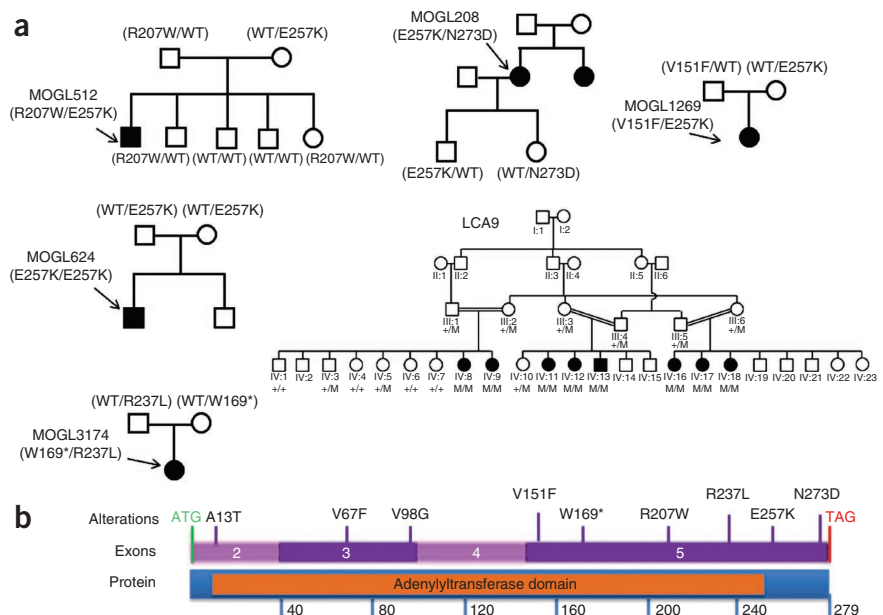 a
(R207W/WT) (WT/E257K)
MOGL512
(R207W/E257K)
(R207W/WT) (WT/WT) (WT/WT) (R207W/WT)
MOGL208
(E257K/N273D)
(E257K/WT) (WT/N273D)
(V151F/WT) (WT/E257K)
MOGL1269
(V151F/E257K)
(WT/E257K) (WT/E257K)
MOGL624
(E257K/E257K)
LCA9
I:1 I:2
II:1 II:2 II:3 II:4 II:5 II:6
III:1 III:2 III:3 III:4 III:5 III:6
+/M +/M +/M +/M +/M +/M
IV:1 IV:2 IV:3 IV:4 IV:5 IV:6 IV:7 IV:8 IV:9 IV:10 IV:11 IV:12 IV:13 IV:14 IV:15 IV:16 IV:17 IV:18 IV:19 IV:20 IV:21 IV:22 IV:23
+/+ +/M +/+ +/M +/+ +/+ M/M M/M +/M M/M M/M M/M M/M M/M M/M
(WT/R237L) (WT/W169*)
MOGL3174
(W169*/R237L)
b
Alterations ATG A13T V67F V98G V151F W169* R207W R237L E257K N273D TAG
Exons 2 3 4 5
Protein Adenylyltransferase domain
40 80 120 160 200 240 279